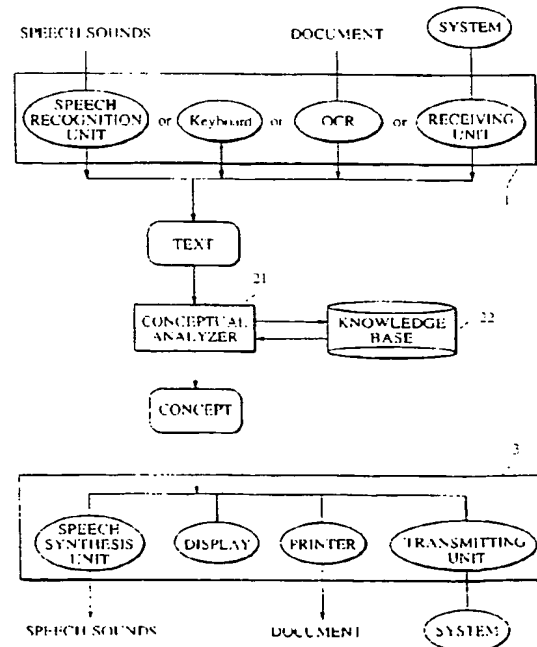 SPEECH SOUNDS
DOCUMENT
SYSTEM
SPEECH
RECOGNITION
UNIT
or
Keyboard
or
OCR
or
RECEIVING
UNIT
1
TEXT
21
CONCEPTUAL
ANALYZER
KNOWLEDGE
BASE
22
CONCEPT
3
SPEECH
SYNTHESIS
UNIT
DISPLAY
PRINTER
TRANSMITTING
UNIT
SPEECH SOUNDS
DOCUMENT
SYSTEM